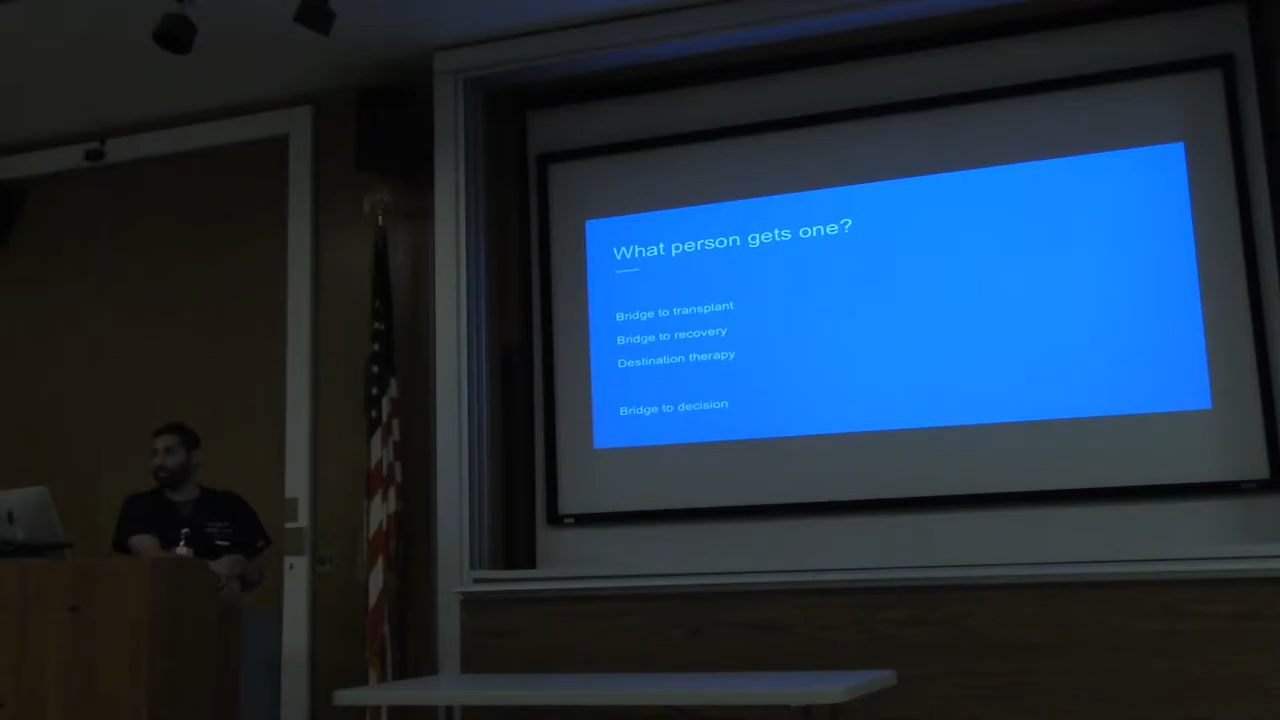 What person gets one?
Bridge to transplant
Bridge to recovery
Destination therapy
Bridge to decision